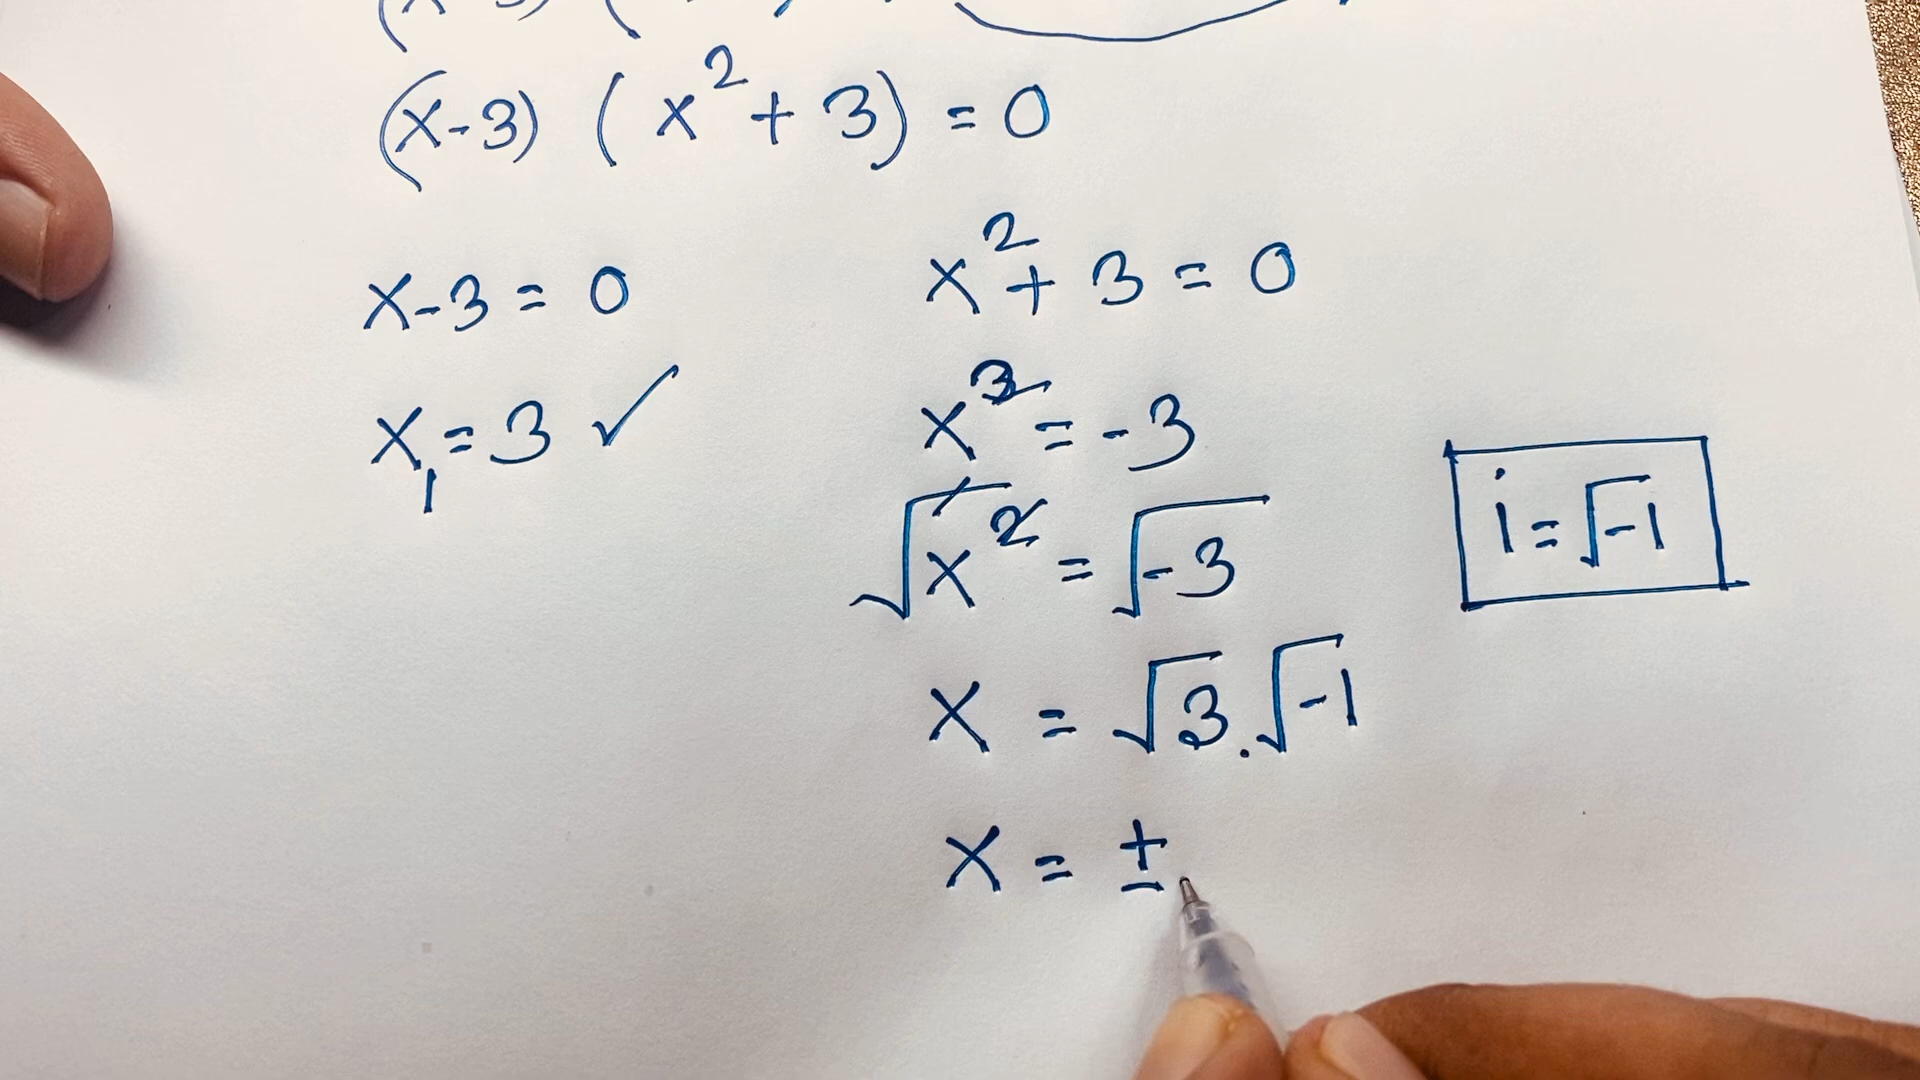 (x-3) (x² + 3) = 0
x-3 = 0
x₁ = 3 ✓
x² + 3 = 0
x² = -3
√x² = √-3
x = √3 . √-1
x = ±
i = √-1